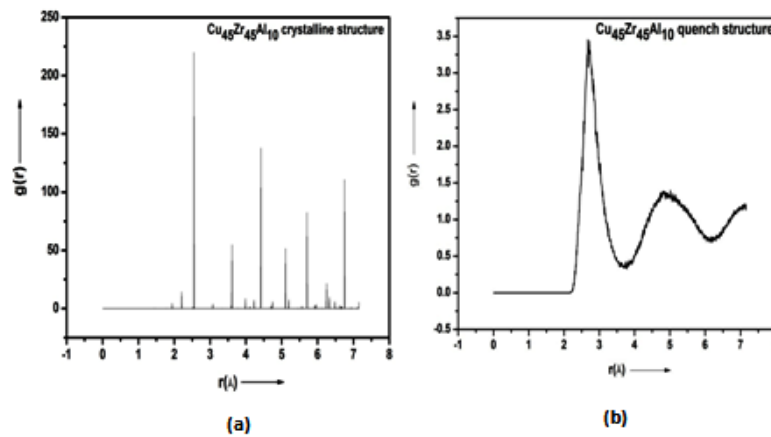 Cu45Zr45Al10 crystalline structure
250
200
150
100
50
0
g(r)
-1 0 1 2 3 4 5 6 7 8
r(λ)
(a)
Cu45Zr45Al10 quench structure
3.5
3.0
2.5
2.0
1.5
1.0
0.5
0.0
-0.5
g(r)
-1 0 1 2 3 4 5 6 7
r(λ)
(b)